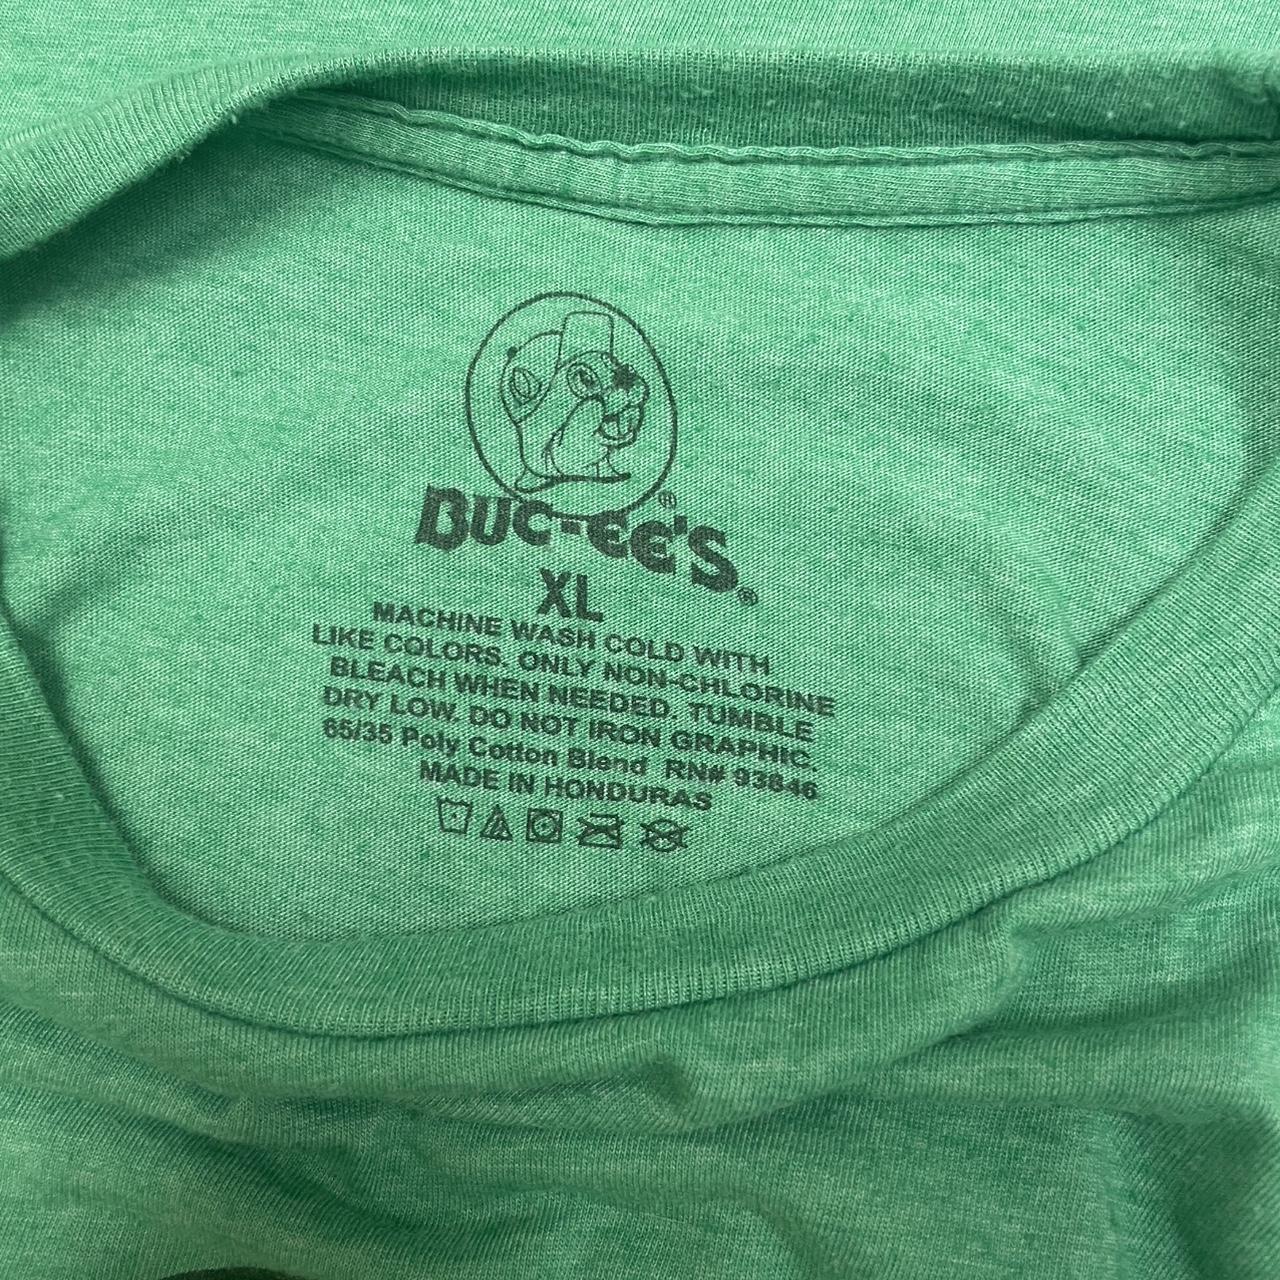 ®
BUC-EE'S®
XL
MACHINE WASH COLD WITH
LIKE COLORS. ONLY NON-CHLORINE
BLEACH WHEN NEEDED. TUMBLE
DRY LOW. DO NOT IRON GRAPHIC.
65/35 Poly Cotton Blend RN# 93846
MADE IN HONDURAS